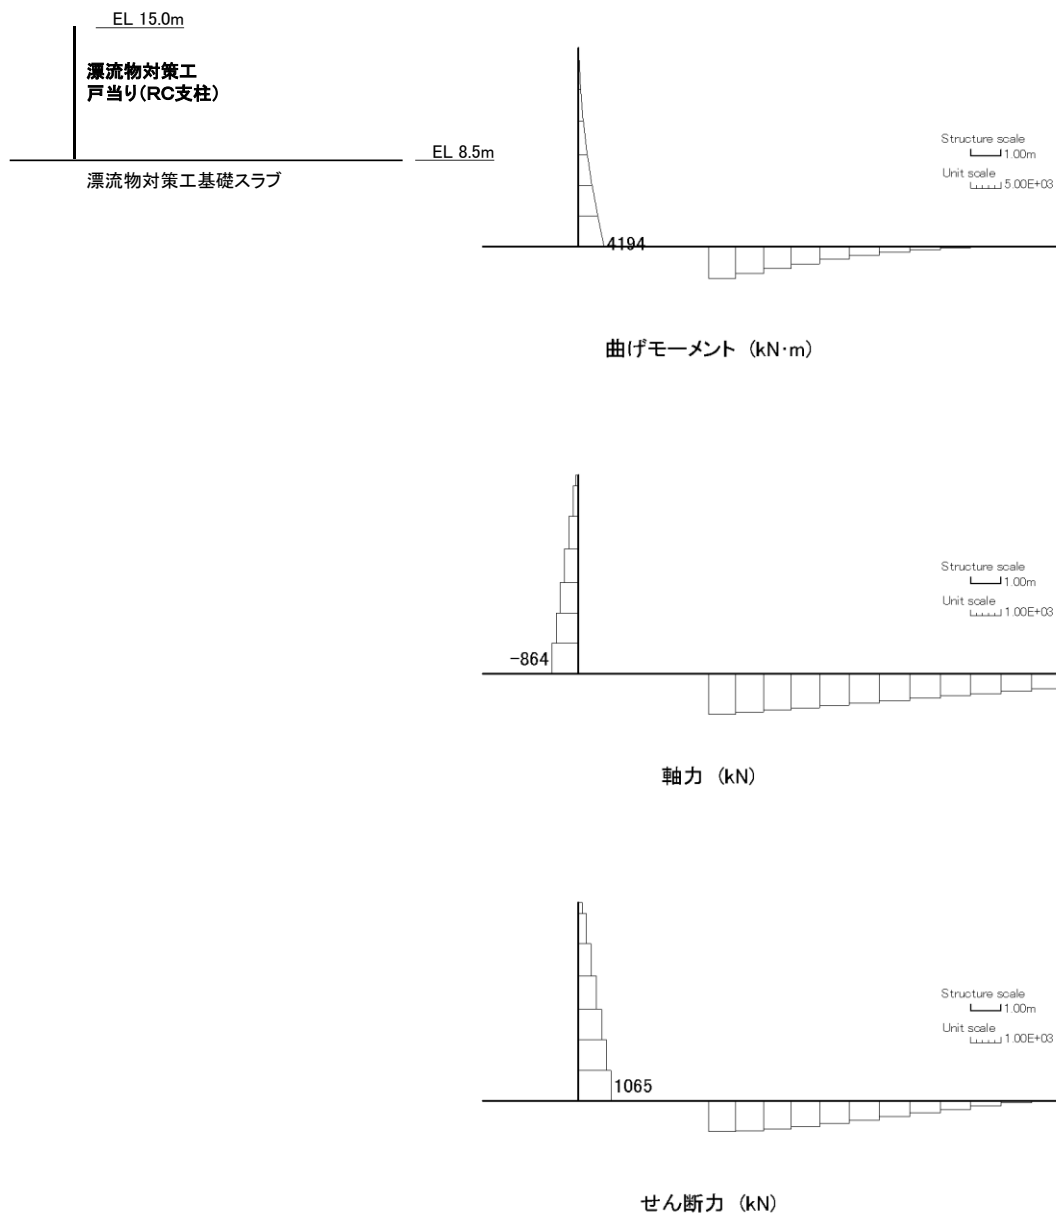 EL 15.0m
漂流物対策工
戸当り(RC支柱)
EL 8.5m
漂流物対策工基礎スラブ
Structure scale
1.00m
Unit scale
5.00E+03
4194
曲げモーメント (kN·m)
Structure scale
1.00m
Unit scale
1.00E+03
-864
軸力 (kN)
Structure scale
1.00m
Unit scale
1.00E+03
1065
せん断力 (kN)